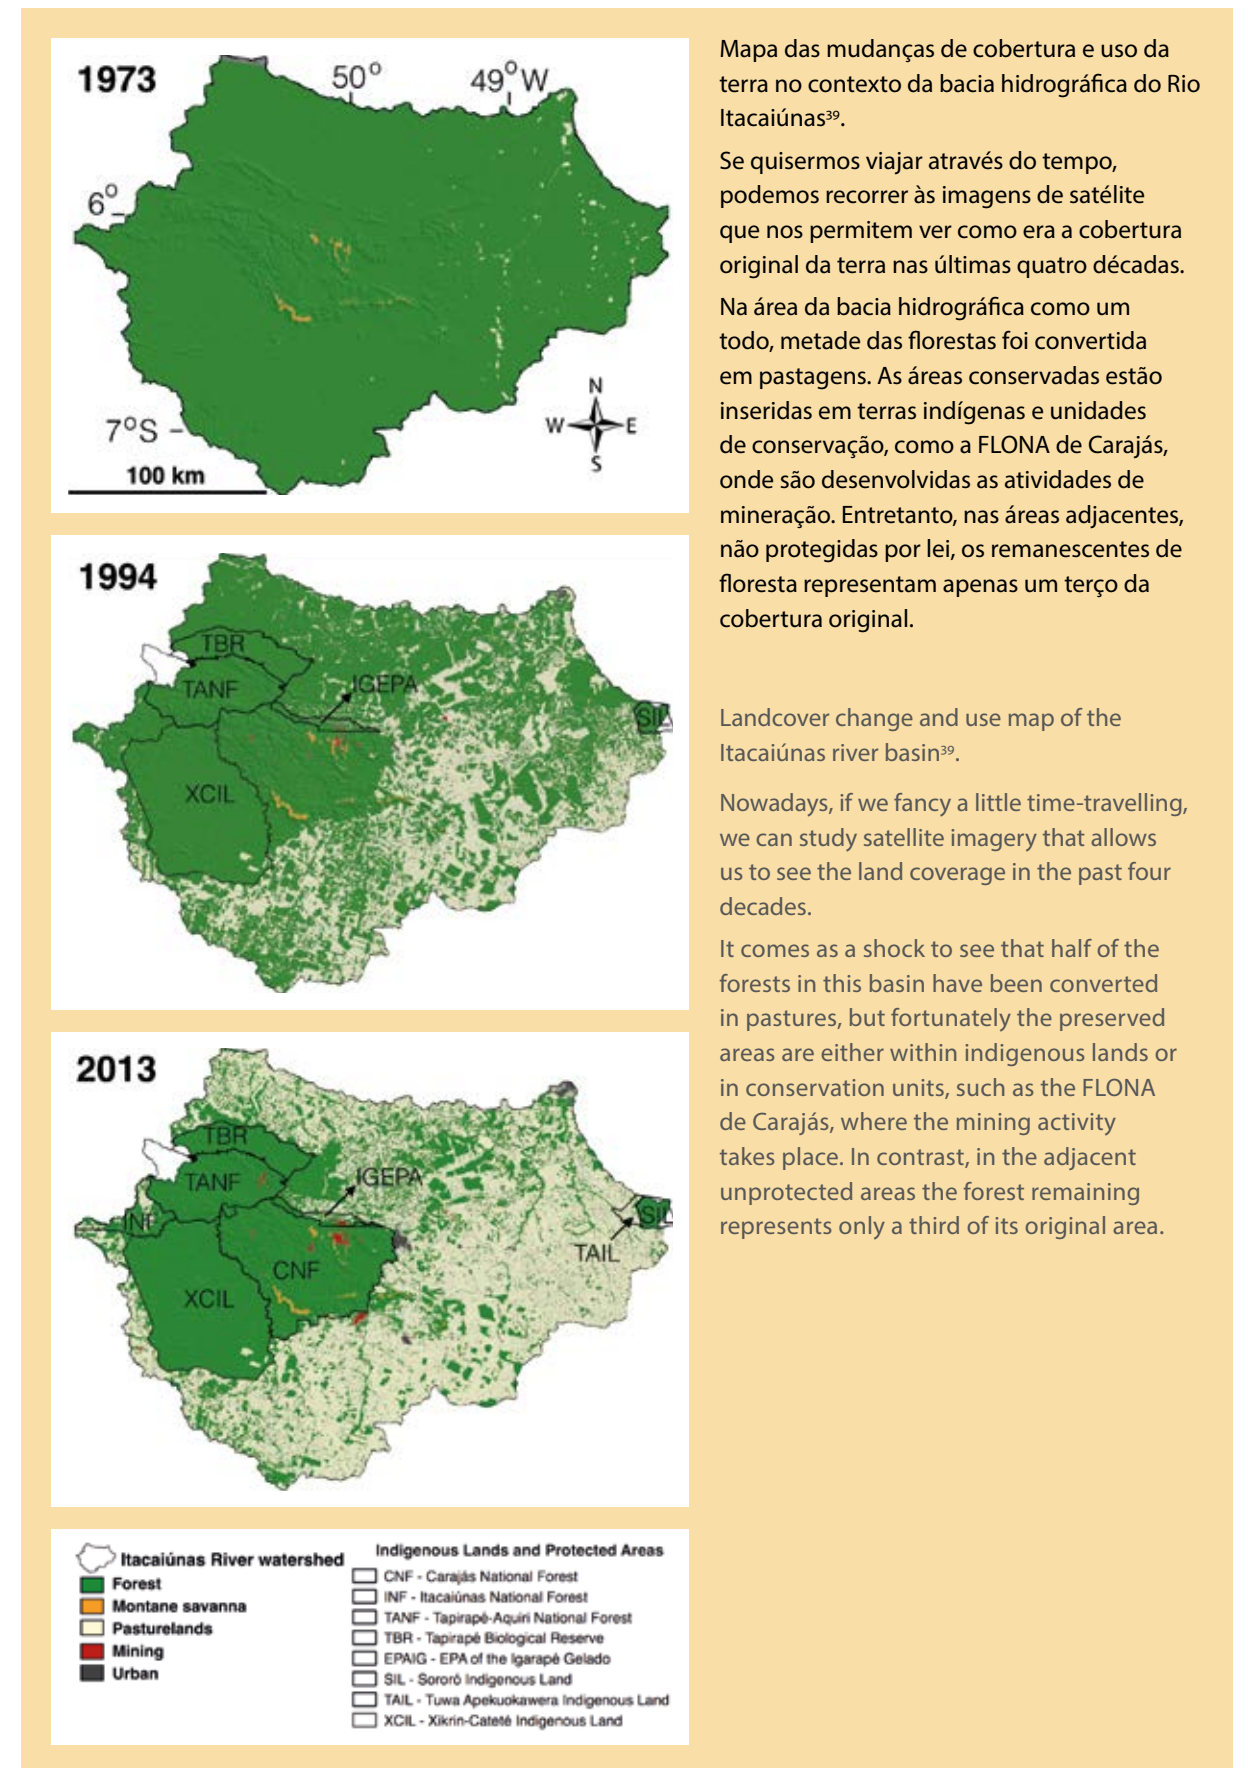 1973
50°
49°W
6°
7°S
100 km
N
W
E
S
1994
TBR
TANF
IGEPA
SIL
XCIL
2013
TBR
TANF
IGEPA
INF
SIL
TAIL
CNF
XCIL
Itacaiúnas River watershed
Forest
Montane savanna
Pasturelands
Mining
Urban
Indigenous Lands and Protected Areas
CNF - Carajás National Forest
INF - Itacaiúnas National Forest
TANF - Tapirapé-Aquiri National Forest
TBR - Tapirapé Biological Reserve
EPAIG - EPA of the Igarapé Gelado
SIL - Sororó Indigenous Land
TAIL - Tuwa Apekuokawera Indigenous Land
XCIL - Xikrin-Cateté Indigenous Land
Mapa das mudanças de cobertura e uso da
terra no contexto da bacia hidrográfica do Rio
Itacaiúnas³⁹.
Se quisermos viajar através do tempo,
podemos recorrer às imagens de satélite
que nos permitem ver como era a cobertura
original da terra nas últimas quatro décadas.
Na área da bacia hidrográfica como um
todo, metade das florestas foi convertida
em pastagens. As áreas conservadas estão
inseridas em terras indígenas e unidades
de conservação, como a FLONA de Carajás,
onde são desenvolvidas as atividades de
mineração. Entretanto, nas áreas adjacentes,
não protegidas por lei, os remanescentes de
floresta representam apenas um terço da
cobertura original.
Landcover change and use map of the
Itacaiúnas river basin³⁹.
Nowadays, if we fancy a little time-travelling,
we can study satellite imagery that allows
us to see the land coverage in the past four
decades.
It comes as a shock to see that half of the
forests in this basin have been converted
in pastures, but fortunately the preserved
areas are either within indigenous lands or
in conservation units, such as the FLONA
de Carajás, where the mining activity
takes place. In contrast, in the adjacent
unprotected areas the forest remaining
represents only a third of its original area.